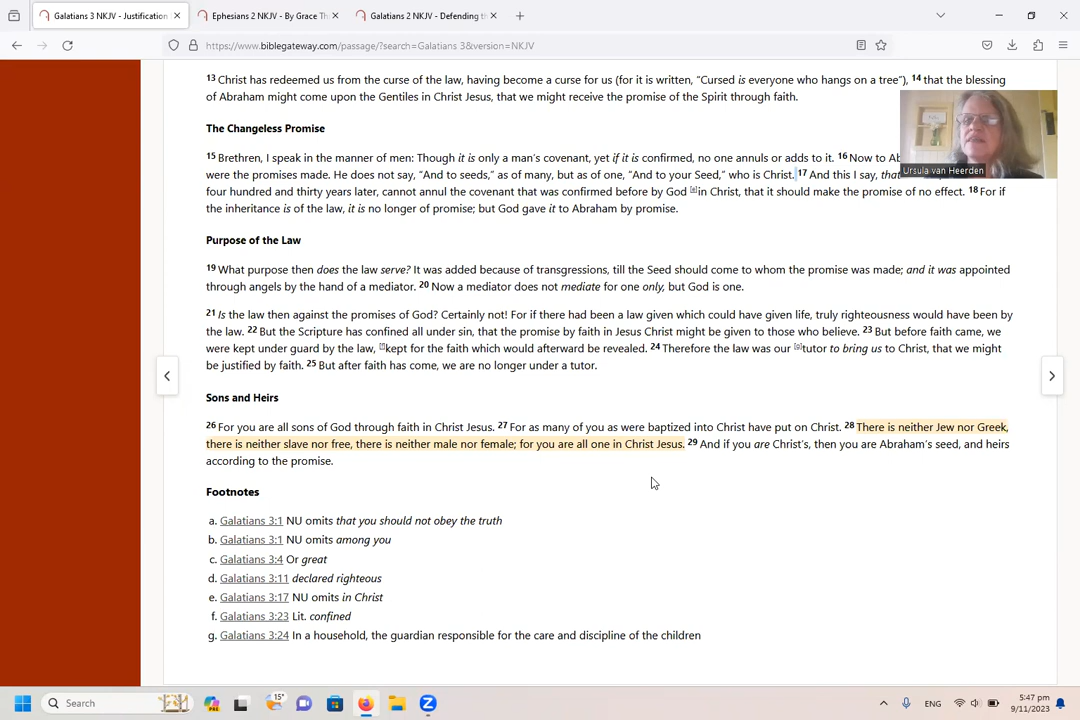 Galatians 3 NKJV - Justification
Ephesians 2 NKJV - By Grace Th
Galatians 2 NKJV - Defending th
https://www.biblegateway.com/passage/?search=Galatians 3&version=NKJV
13 Christ has redeemed us from the curse of the law, having become a curse for us (for it is written, “Cursed is everyone who hangs on a tree”), 14 that the blessing
of Abraham might come upon the Gentiles in Christ Jesus, that we might receive the promise of the Spirit through faith.
The Changeless Promise
15 Brethren, I speak in the manner of men: Though it is only a man’s covenant, yet if it is confirmed, no one annuls or adds to it. 16 Now to Ab
were the promises made. He does not say, “And to seeds,” as of many, but as of one, “And to your Seed,” who is Christ. 17 And this I say, that
four hundred and thirty years later, cannot annul the covenant that was confirmed before by God [e]in Christ, that it should make the promise of no effect. 18 For if
the inheritance is of the law, it is no longer of promise; but God gave it to Abraham by promise.
Ursula van Heerden
Purpose of the Law
19 What purpose then does the law serve? It was added because of transgressions, till the Seed should come to whom the promise was made; and it was appointed
through angels by the hand of a mediator. 20 Now a mediator does not mediate for one only, but God is one.
21 Is the law then against the promises of God? Certainly not! For if there had been a law given which could have given life, truly righteousness would have been by
the law. 22 But the Scripture has confined all under sin, that the promise by faith in Jesus Christ might be given to those who believe. 23 But before faith came, we
were kept under guard by the law, [f]kept for the faith which would afterward be revealed. 24 Therefore the law was our [g]tutor to bring us to Christ, that we might
be justified by faith. 25 But after faith has come, we are no longer under a tutor.
Sons and Heirs
26 For you are all sons of God through faith in Christ Jesus. 27 For as many of you as were baptized into Christ have put on Christ. 28 There is neither Jew nor Greek,
there is neither slave nor free, there is neither male nor female; for you are all one in Christ Jesus. 29 And if you are Christ’s, then you are Abraham’s seed, and heirs
according to the promise.
Footnotes
a. Galatians 3:1 NU omits that you should not obey the truth
b. Galatians 3:1 NU omits among you
c. Galatians 3:4 Or great
d. Galatians 3:11 declared righteous
e. Galatians 3:17 NU omits in Christ
f. Galatians 3:23 Lit. confined
g. Galatians 3:24 In a household, the guardian responsible for the care and discipline of the children
Search
15°
ENG
5:47 pm
9/11/2023